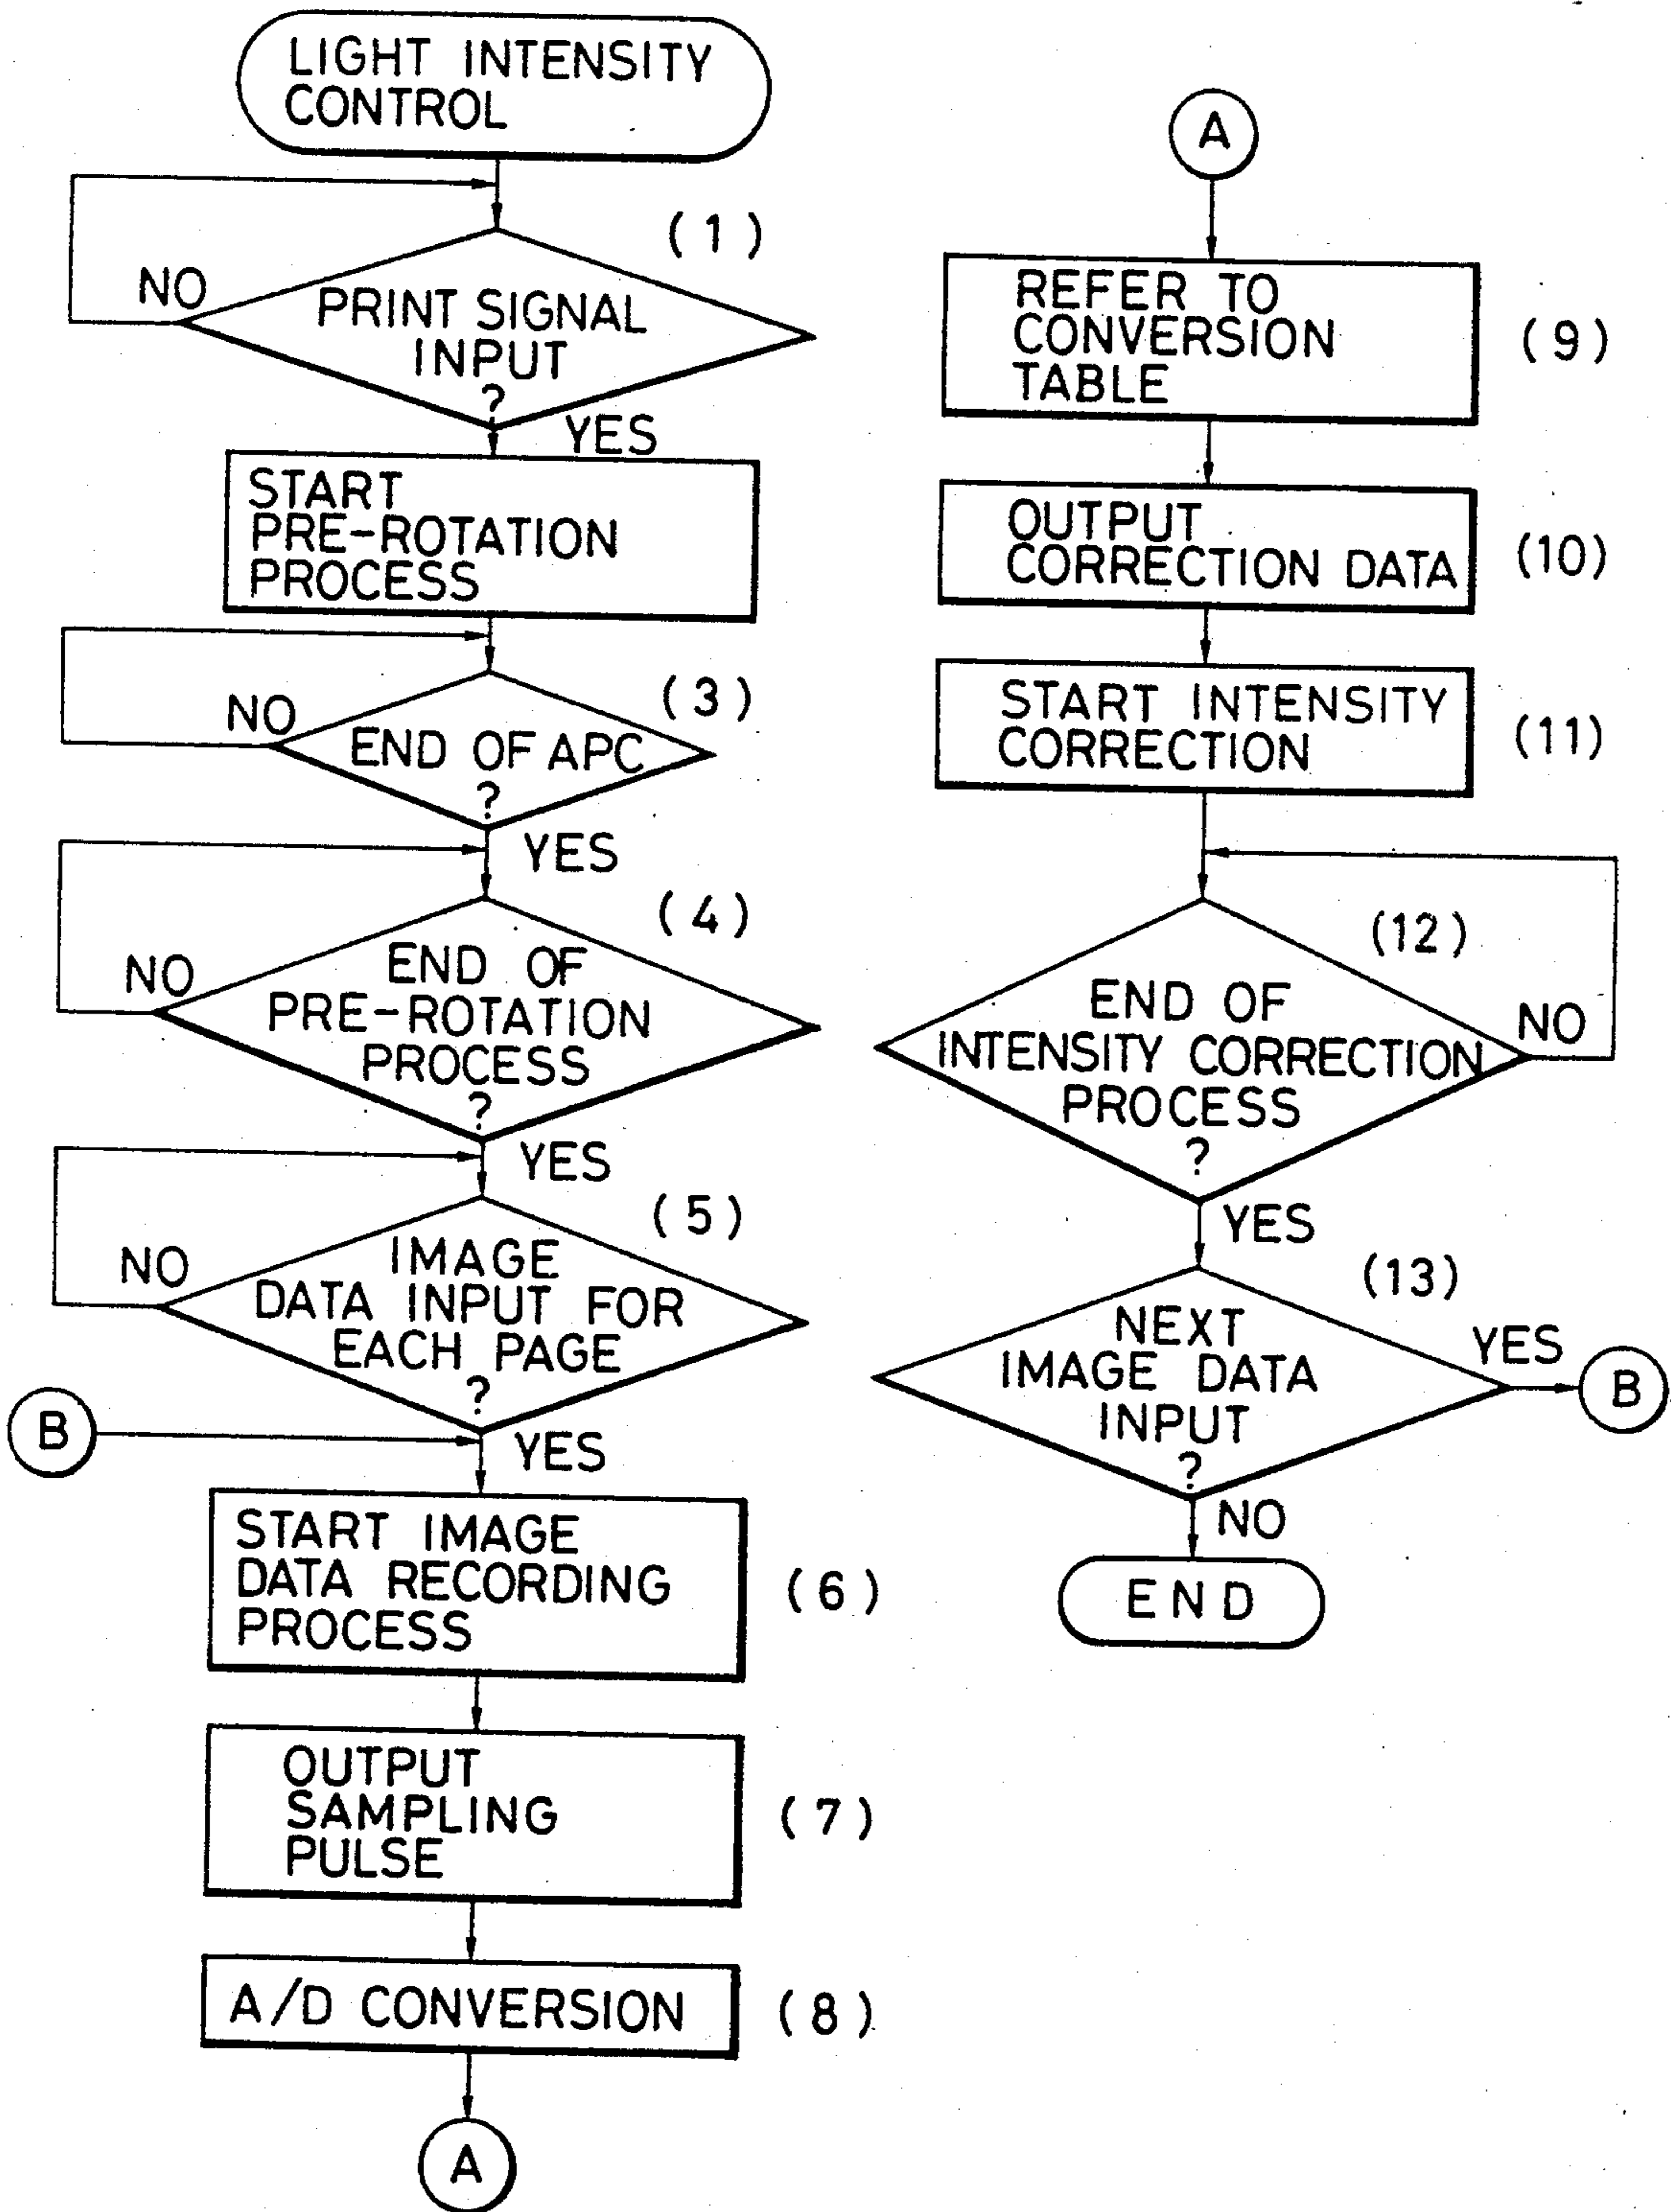 LIGHT INTENSITY
CONTROL
(1)
NO
PRINT SIGNAL
INPUT
?
YES
START
PRE-ROTATION
PROCESS
(3)
NO
END OF APC
?
YES
(4)
NO
END OF
PRE-ROTATION
PROCESS
?
YES
(5)
NO
IMAGE
DATA INPUT FOR
EACH PAGE
?
B
YES
START IMAGE
DATA RECORDING
PROCESS
(6)
OUTPUT
SAMPLING
PULSE
(7)
A/D CONVERSION
(8)
A
A
REFER TO
CONVERSION
TABLE
(9)
OUTPUT
CORRECTION DATA
(10)
START INTENSITY
CORRECTION
(11)
(12)
END OF
INTENSITY CORRECTION
PROCESS
?
NO
YES
(13)
NEXT
IMAGE DATA
INPUT
?
YES
B
NO
END